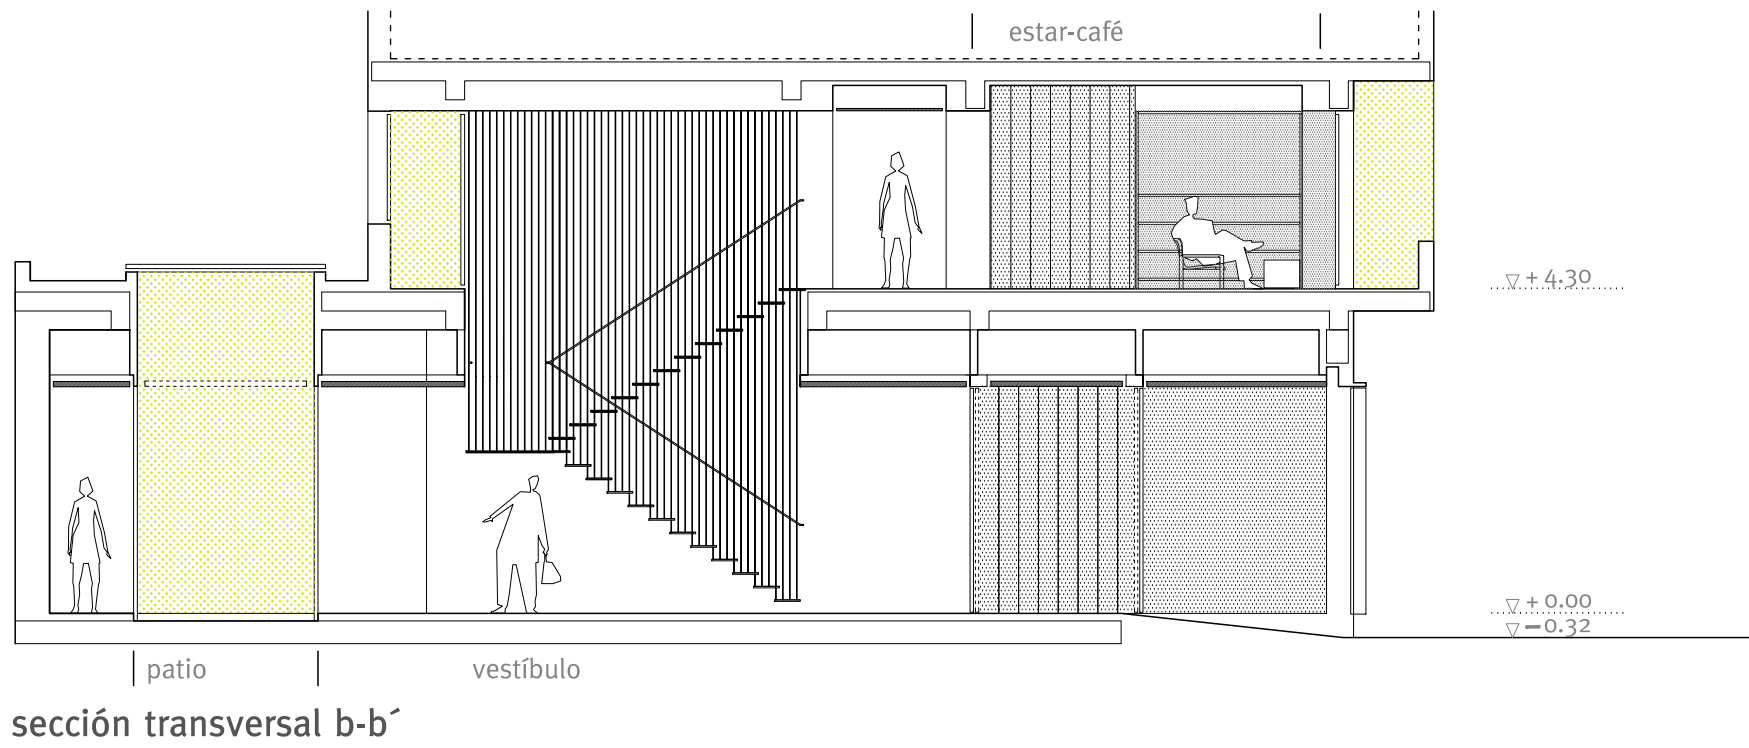 estar-café
▽ + 4.30
▽ + 0.00
▽ −0.32
patio
vestíbulo
sección transversal b-b´